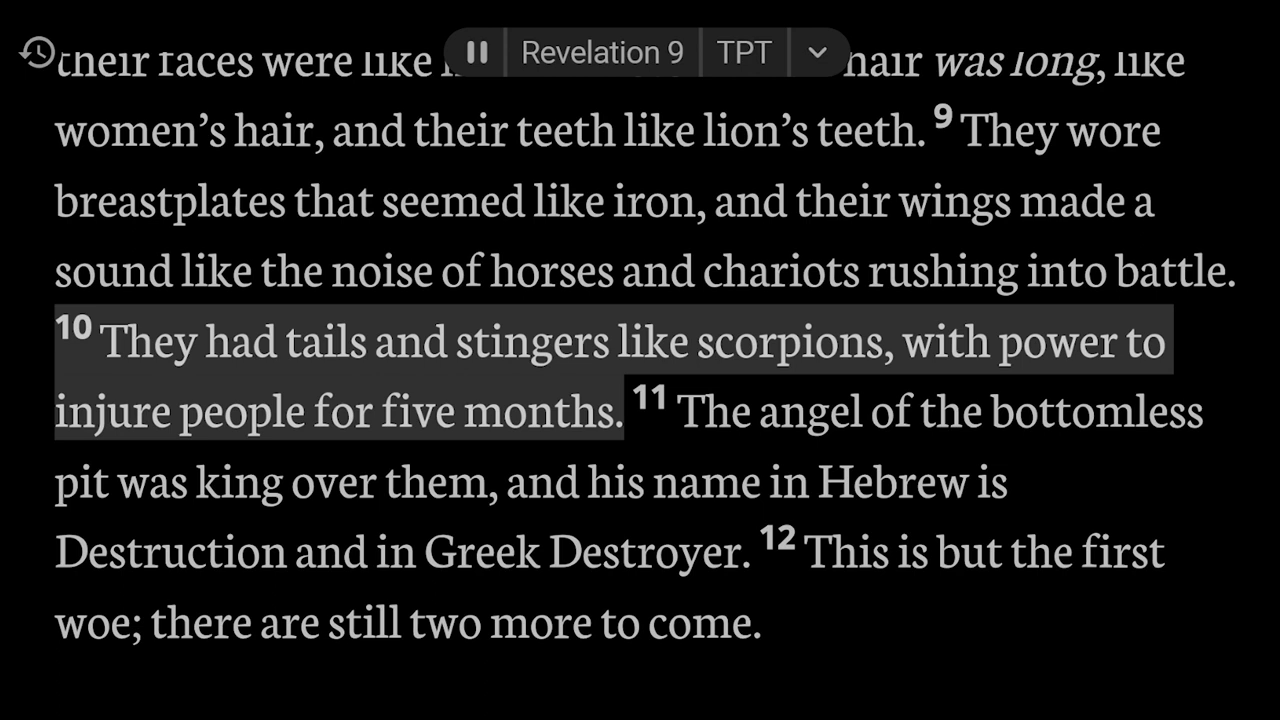 Revelation 9 TPT
their faces were like hair was long, like
women’s hair, and their teeth like lion’s teeth. 9 They wore
breastplates that seemed like iron, and their wings made a
sound like the noise of horses and chariots rushing into battle.
10 They had tails and stingers like scorpions, with power to
injure people for five months. 11 The angel of the bottomless
pit was king over them, and his name in Hebrew is
Destruction and in Greek Destroyer. 12 This is but the first
woe; there are still two more to come.